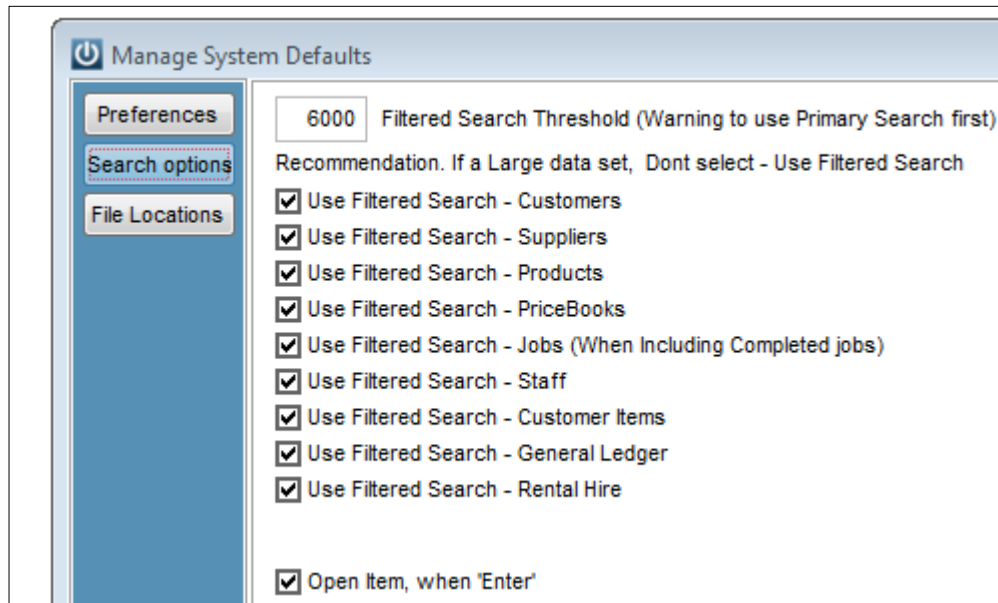 Manage System Defaults
Preferences
Search options
File Locations
6000 Filtered Search Threshold (Warning to use Primary Search first)
Recommendation. If a Large data set, Dont select - Use Filtered Search
Use Filtered Search - Customers
Use Filtered Search - Suppliers
Use Filtered Search - Products
Use Filtered Search - PriceBooks
Use Filtered Search - Jobs (When Including Completed jobs)
Use Filtered Search - Staff
Use Filtered Search - Customer Items
Use Filtered Search - General Ledger
Use Filtered Search - Rental Hire
Open Item, when 'Enter'